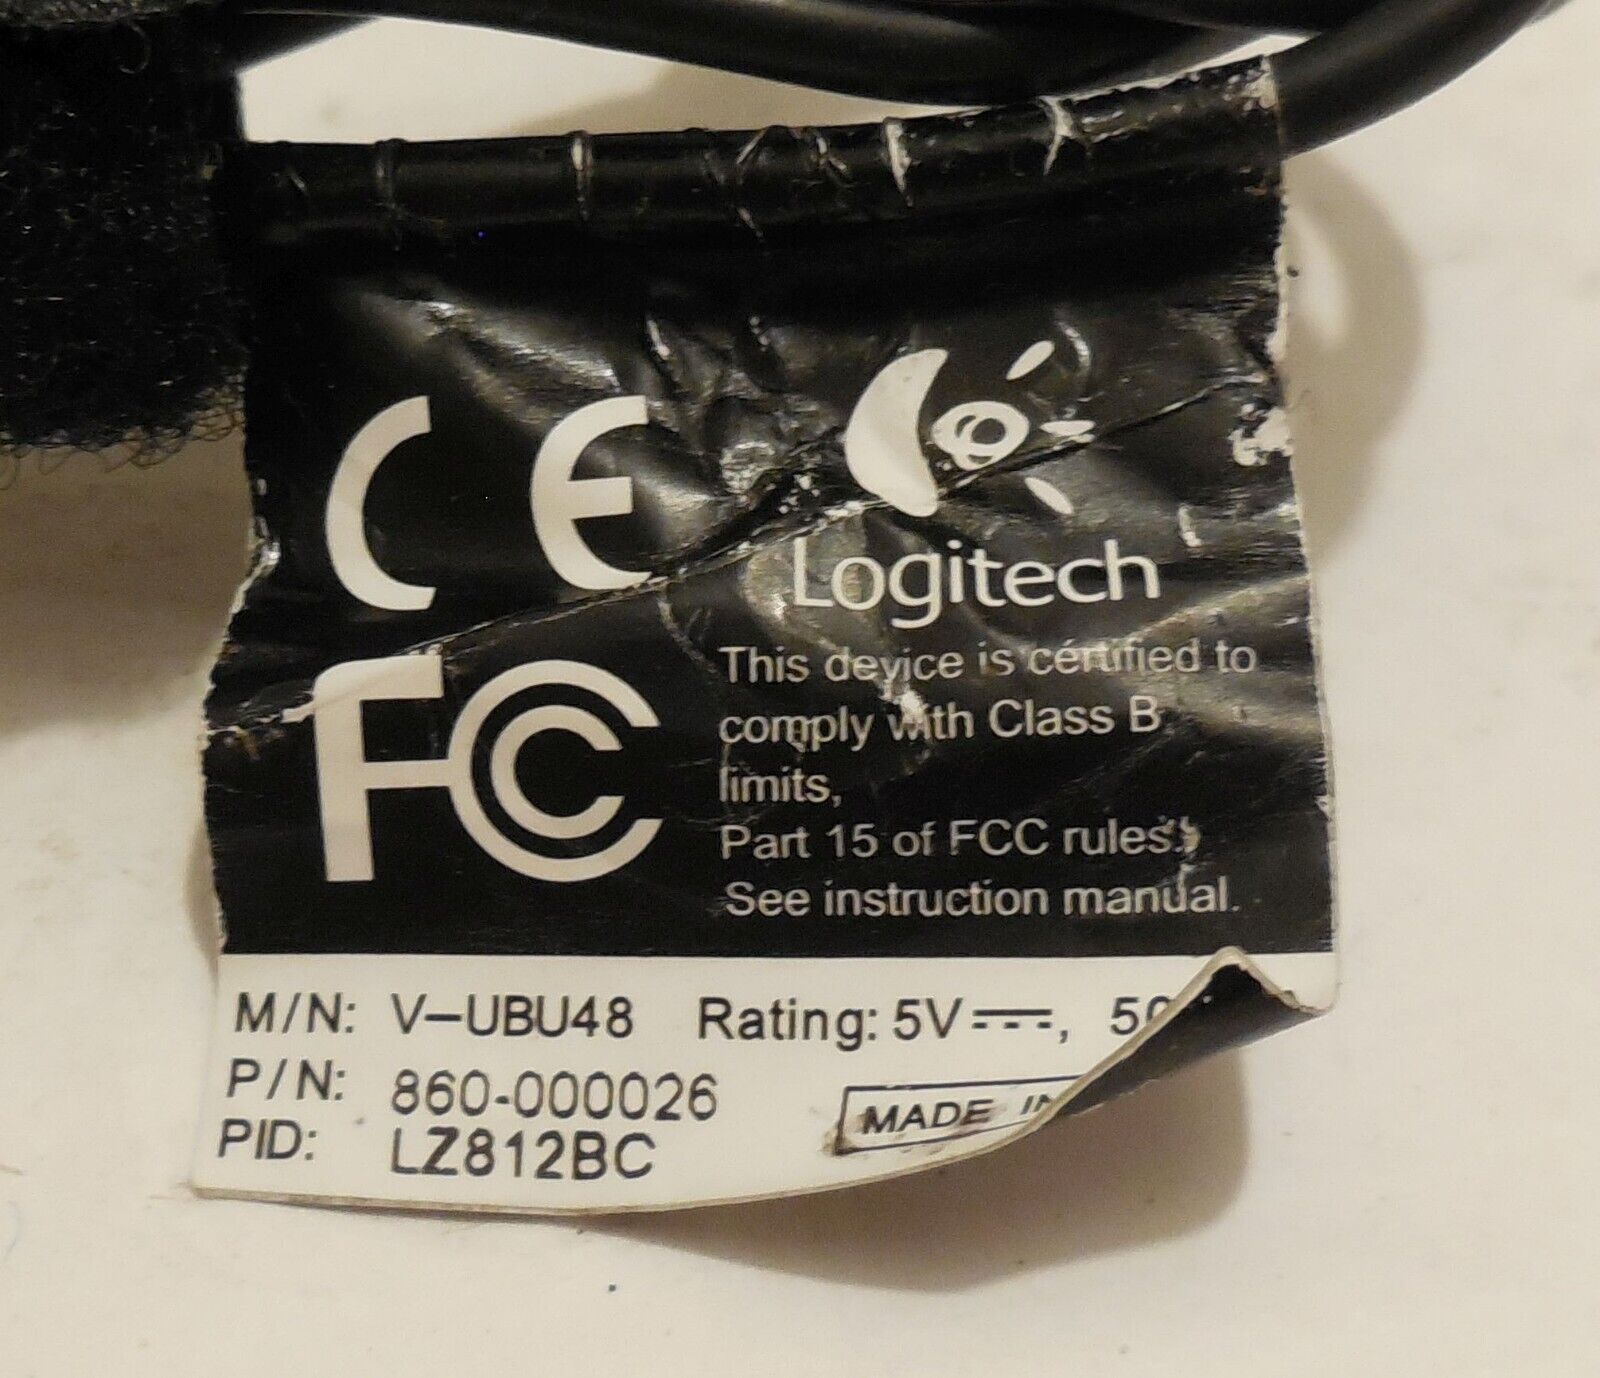 CE
Logitech
FC
This device is certified to
comply with Class B
limits,
Part 15 of FCC rules.
See instruction manual.
M/N: V-UBU48 Rating: 5V⎓,
P/N: 860-000026
PID: LZ812BC
MADE IN